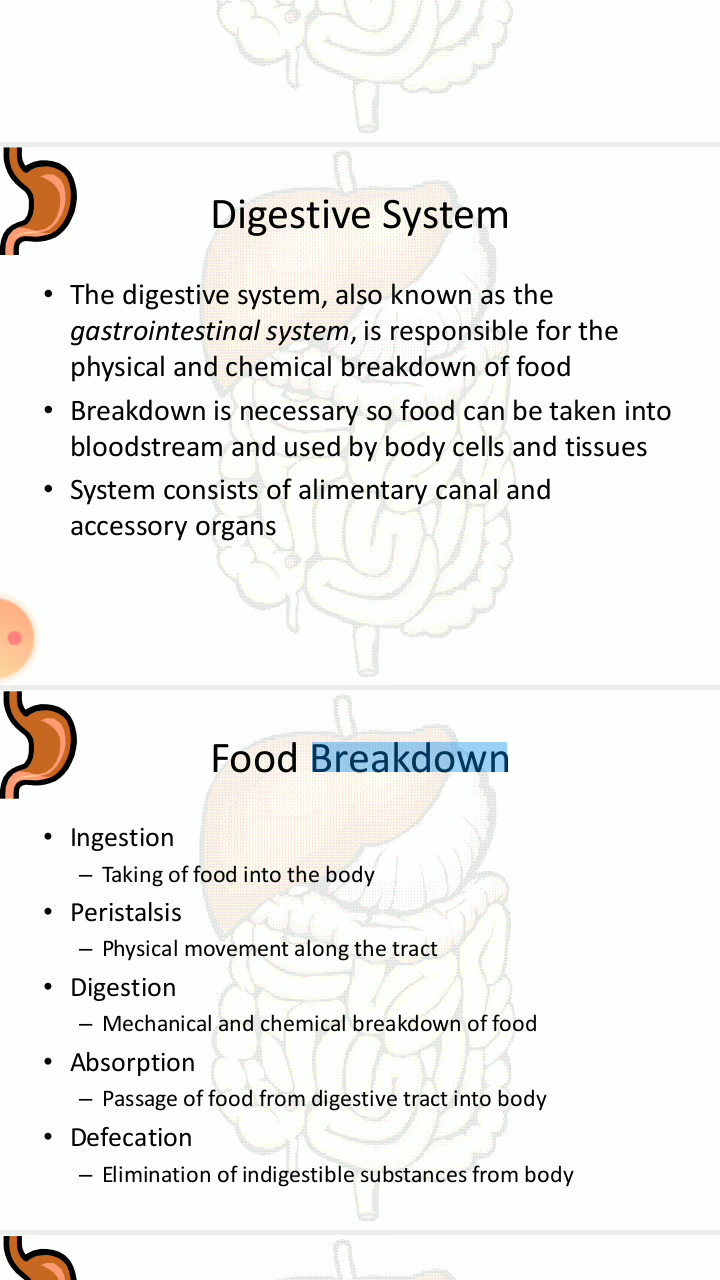 Digestive System
• The digestive system, also known as the
gastrointestinal system, is responsible for the
physical and chemical breakdown of food
• Breakdown is necessary so food can be taken into
bloodstream and used by body cells and tissues
• System consists of alimentary canal and
accessory organs
Food Breakdown
• Ingestion
– Taking of food into the body
• Peristalsis
– Physical movement along the tract
• Digestion
– Mechanical and chemical breakdown of food
• Absorption
– Passage of food from digestive tract into body
• Defecation
– Elimination of indigestible substances from body